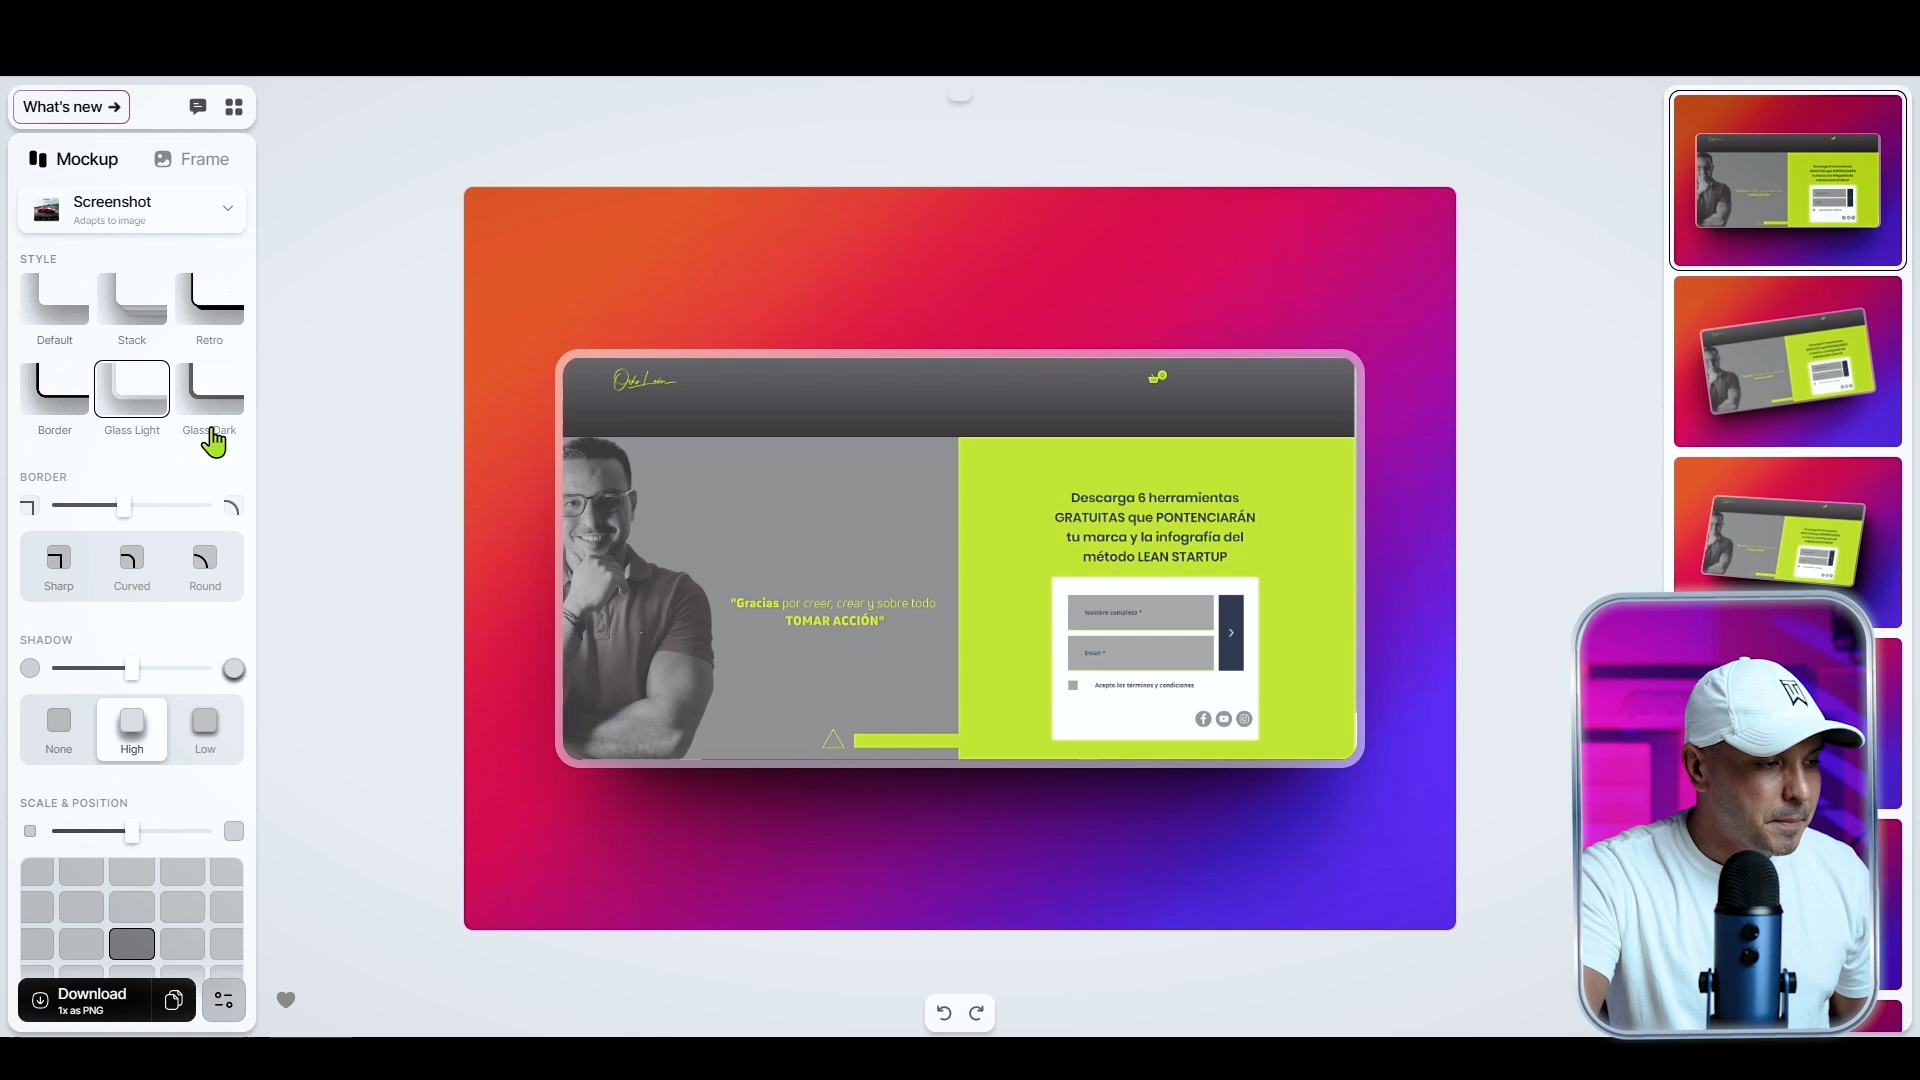 What's new →
Mockup
Frame
Screenshot
Adapts to image
STYLE
Default
Stack
Retro
Border
Glass Light
Glass Dark
BORDER
Sharp
Curved
Round
SHADOW
None
High
Low
SCALE & POSITION
Download
1x as PNG
Oska León
0
"Gracias por creer, crear y sobre todo
TOMAR ACCIÓN"
Descarga 6 herramientas
GRATUITAS que PONTENCIARÁN
tu marca y la infografía del
método LEAN STARTUP
Nombre completo *
Email *
Acepto los términos y condiciones